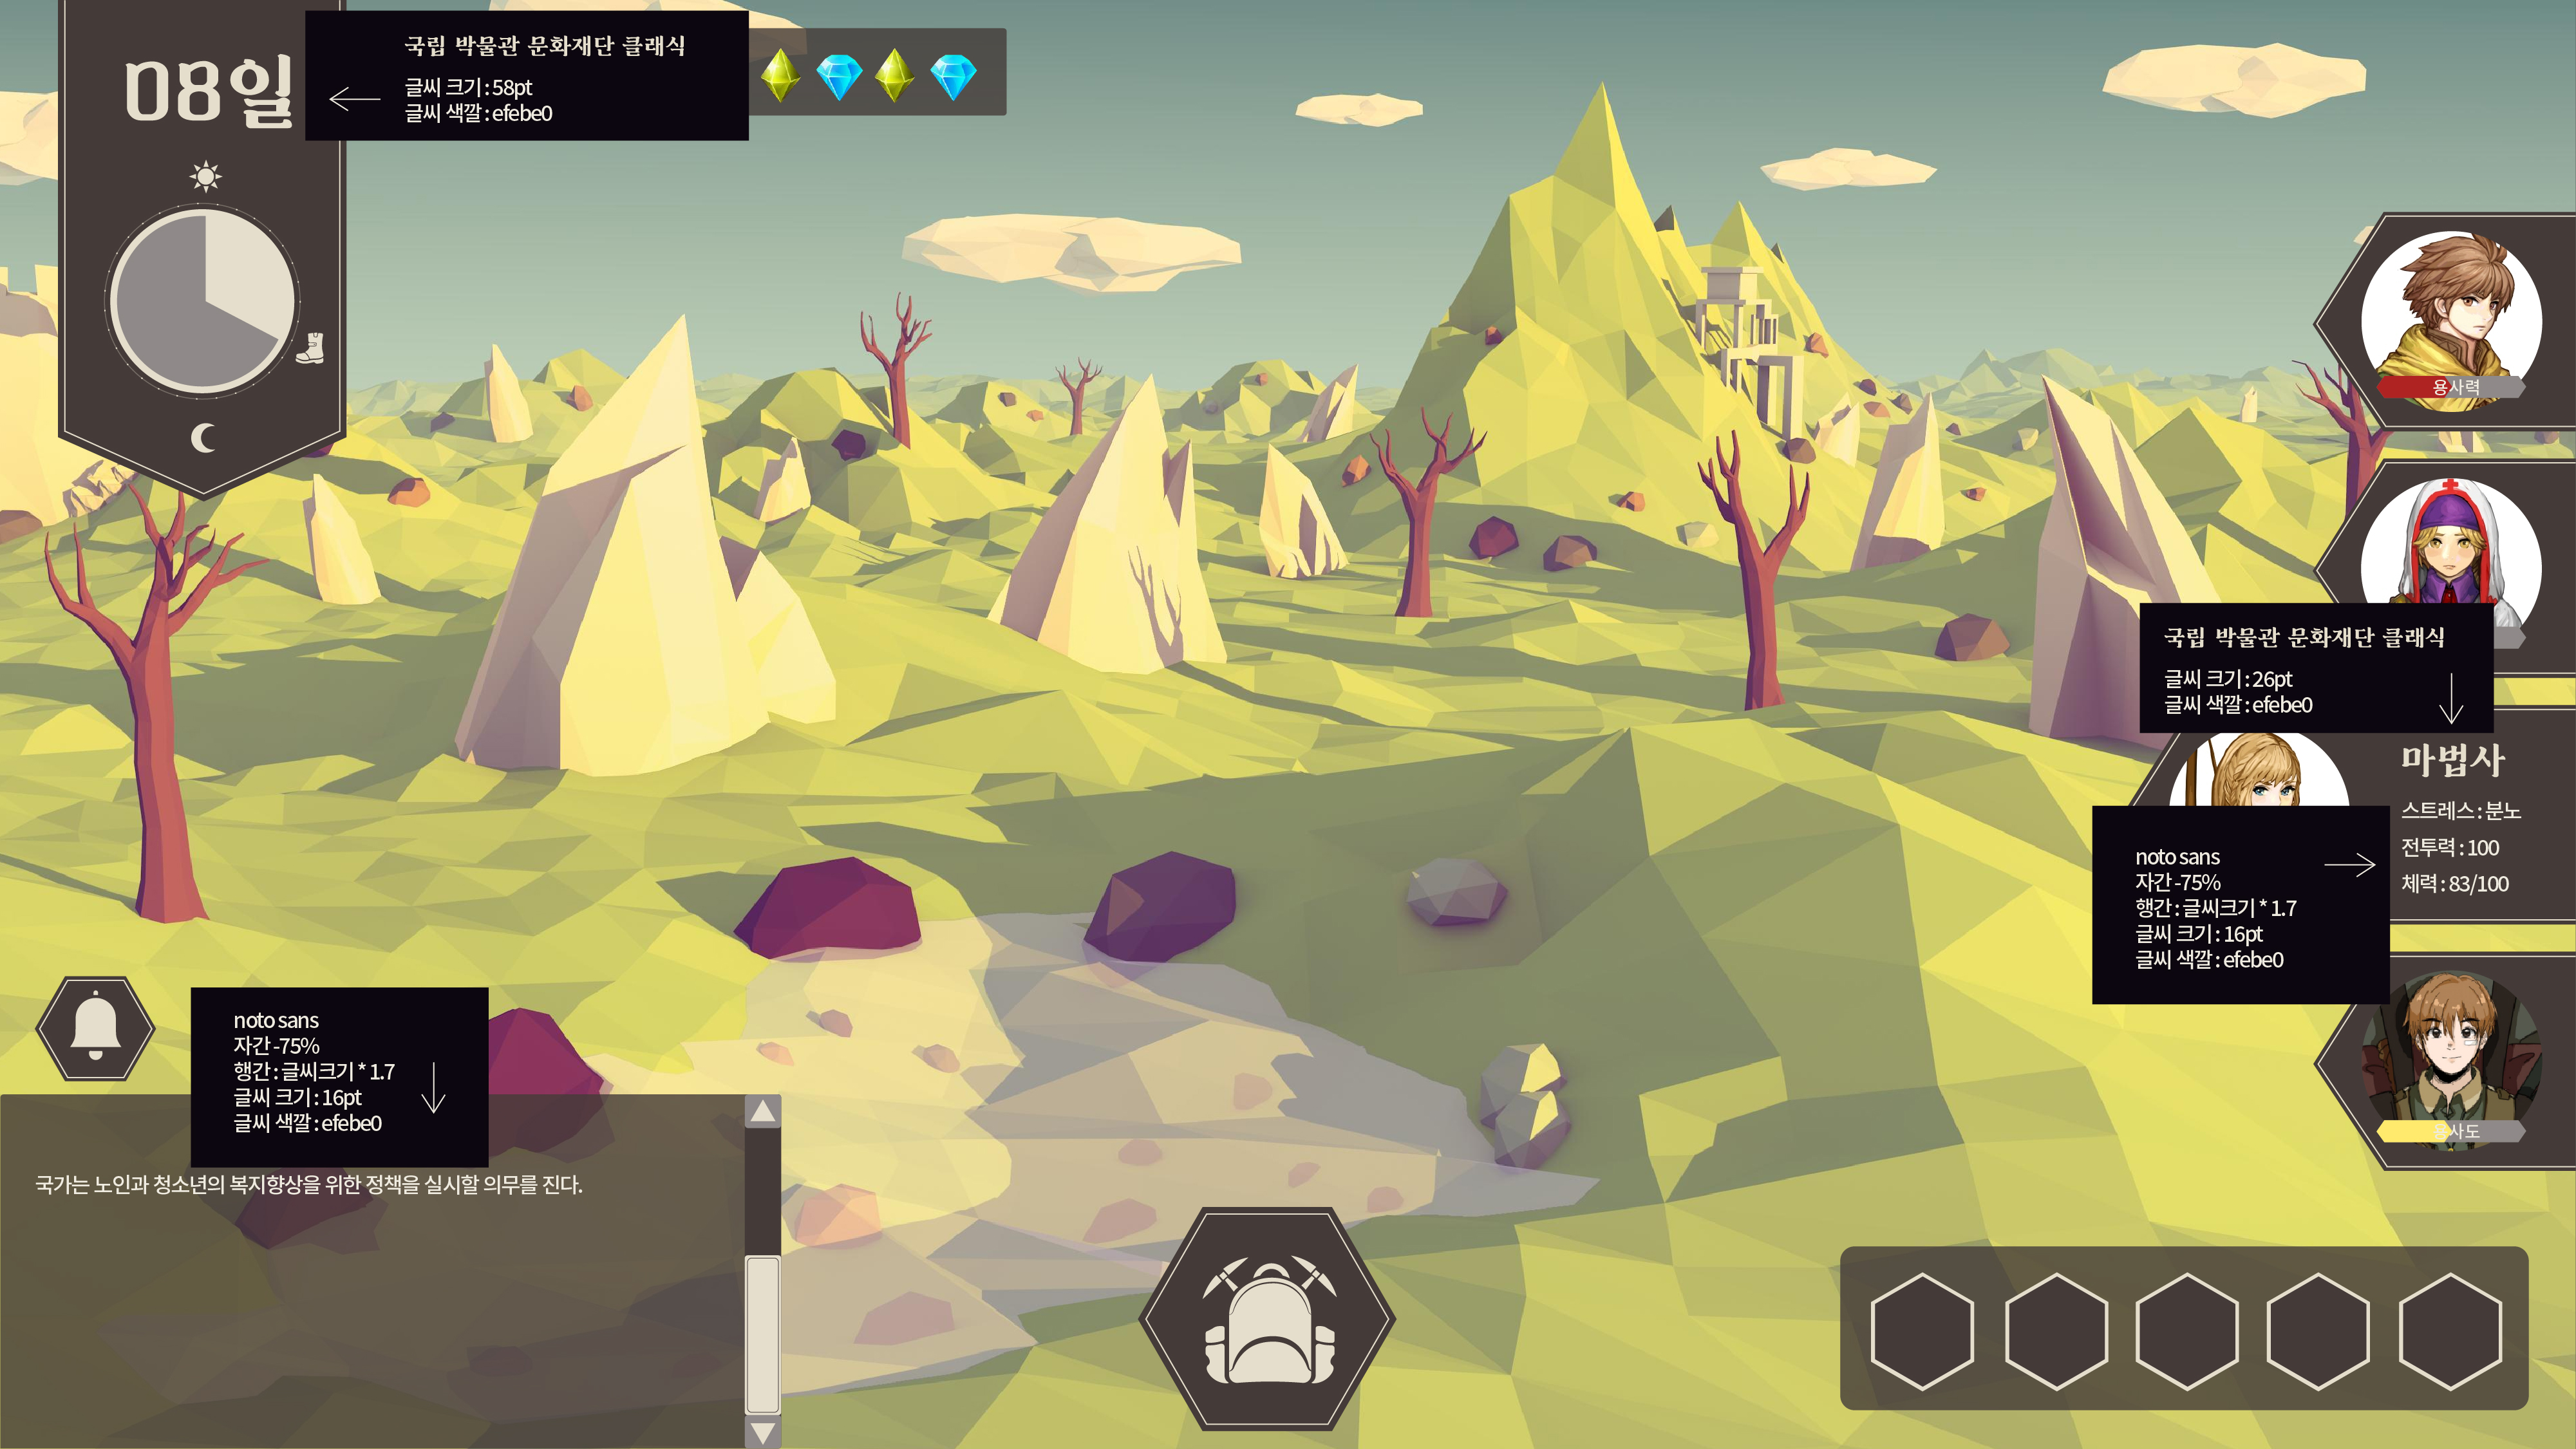 08일
국립 박물관 문화재단 클래식
글씨 크기 : 58pt
글씨 색깔 : efebe0
용사력
국립 박물관 문화재단 클래식
글씨 크기 : 26pt
글씨 색깔 : efebe0
마법사
스트레스 : 분노
전투력 : 100
체력 : 83/100
noto sans
자간 -75%
행간 : 글씨크기 * 1.7
글씨 크기 : 16pt
글씨 색깔 : efebe0
noto sans
자간 -75%
행간 : 글씨크기 * 1.7
글씨 크기 : 16pt
글씨 색깔 : efebe0
용사도
국가는 노인과 청소년의 복지향상을 위한 정책을 실시할 의무를 진다.